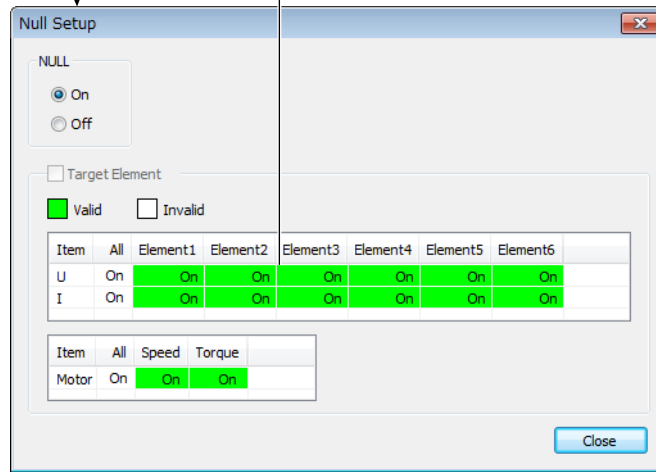 Null Setup
NULL
On
Off
Target Element
Valid Invalid
Item All Element1 Element2 Element3 Element4 Element5 Element6
U On On On On On On On
I On On On On On On On
Item All Speed Torque
Motor On On On
Close